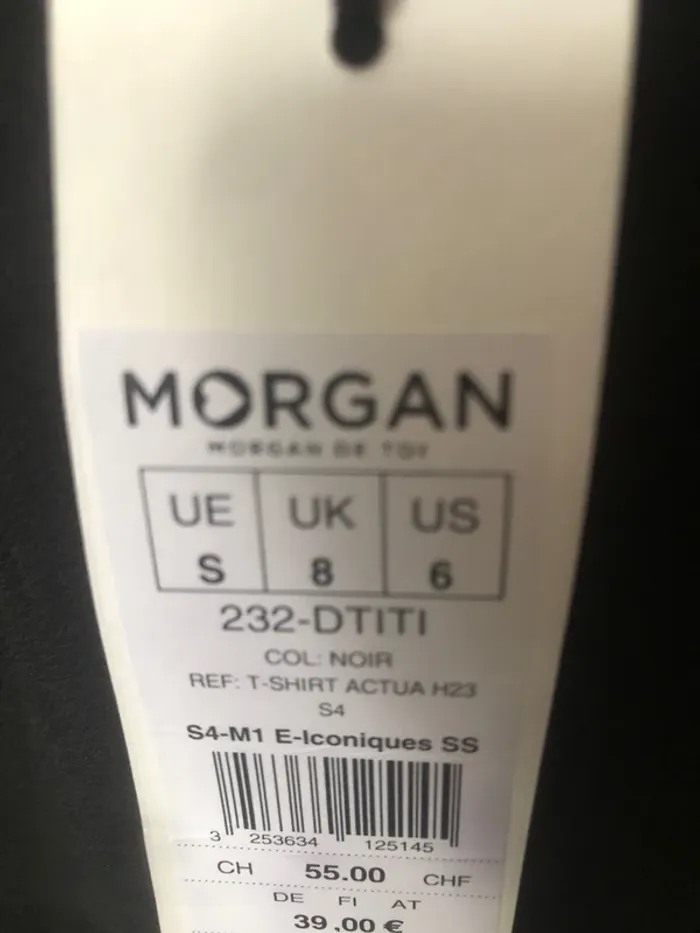 MORGAN
MORGAN DE TOI
UE UK US
S 8 6
232-DTITI
COL: NOIR
REF: T-SHIRT ACTUA H23
S4
S4-M1 E-Iconiques SS
3 253634 125145
CH 55.00 CHF
DE FI AT
39.00 €